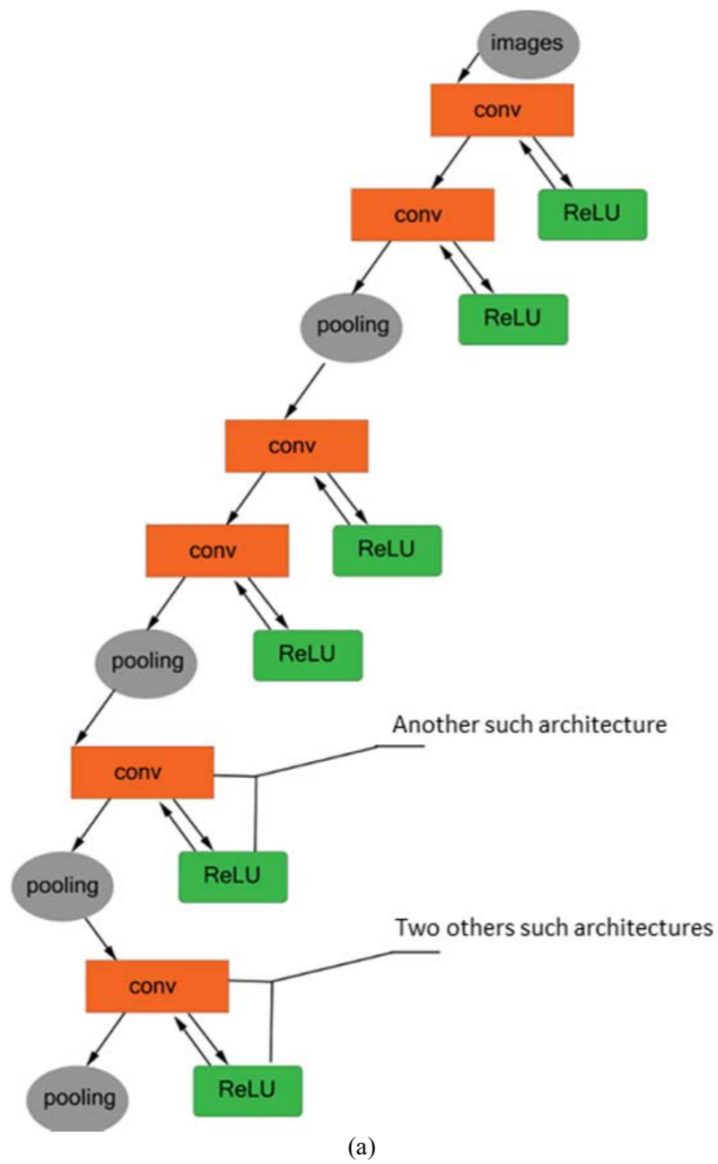 images
conv
conv
ReLU
pooling
ReLU
conv
conv
ReLU
pooling
ReLU
Another such architecture
conv
pooling
ReLU
Two others such architectures
conv
pooling
ReLU
(a)